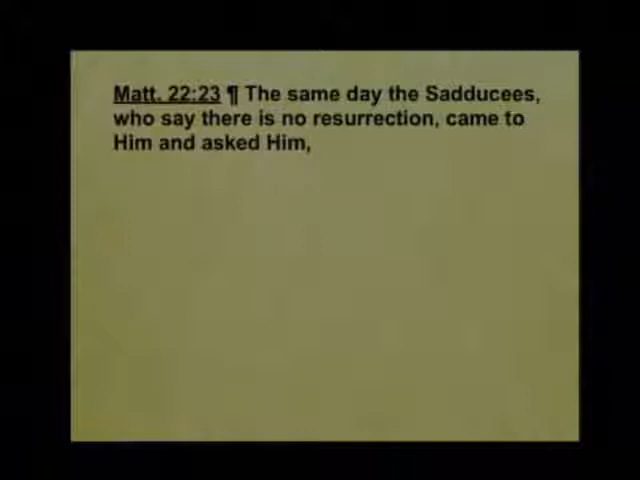 Matt. 22:23 ¶ The same day the Sadducees,
who say there is no resurrection, came to
Him and asked Him,